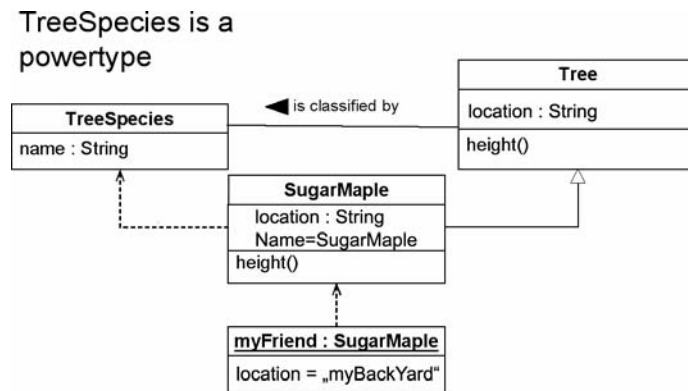 TreeSpecies is a
powertype
Tree
location : String
height()
is classified by
TreeSpecies
name : String
SugarMaple
location : String
Name=SugarMaple
height()
myFriend : SugarMaple
location = „myBackYard“